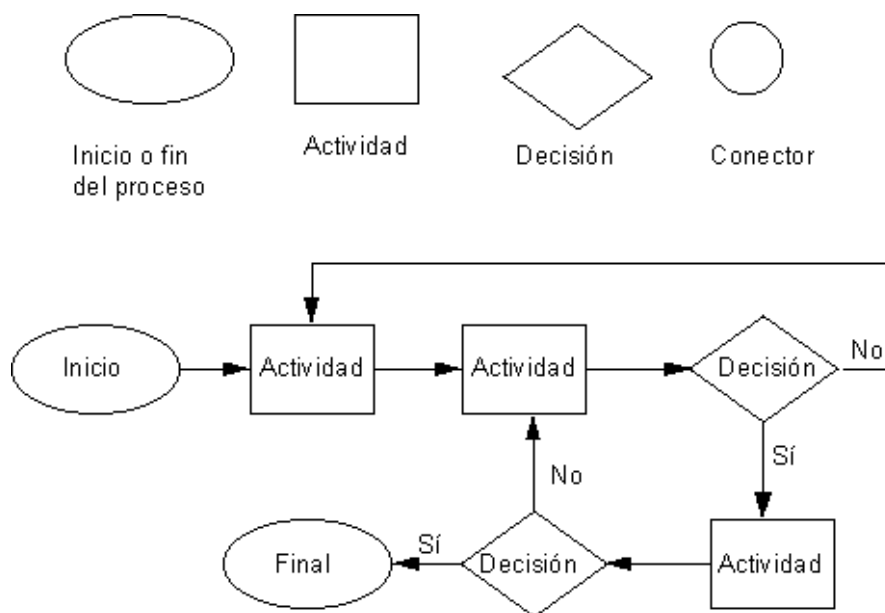 Inicio o fin
del proceso
Actividad
Decisión
Conector
Inicio
Actividad
Actividad
Decisión
No
Sí
No
Final
Sí
Decisión
Actividad